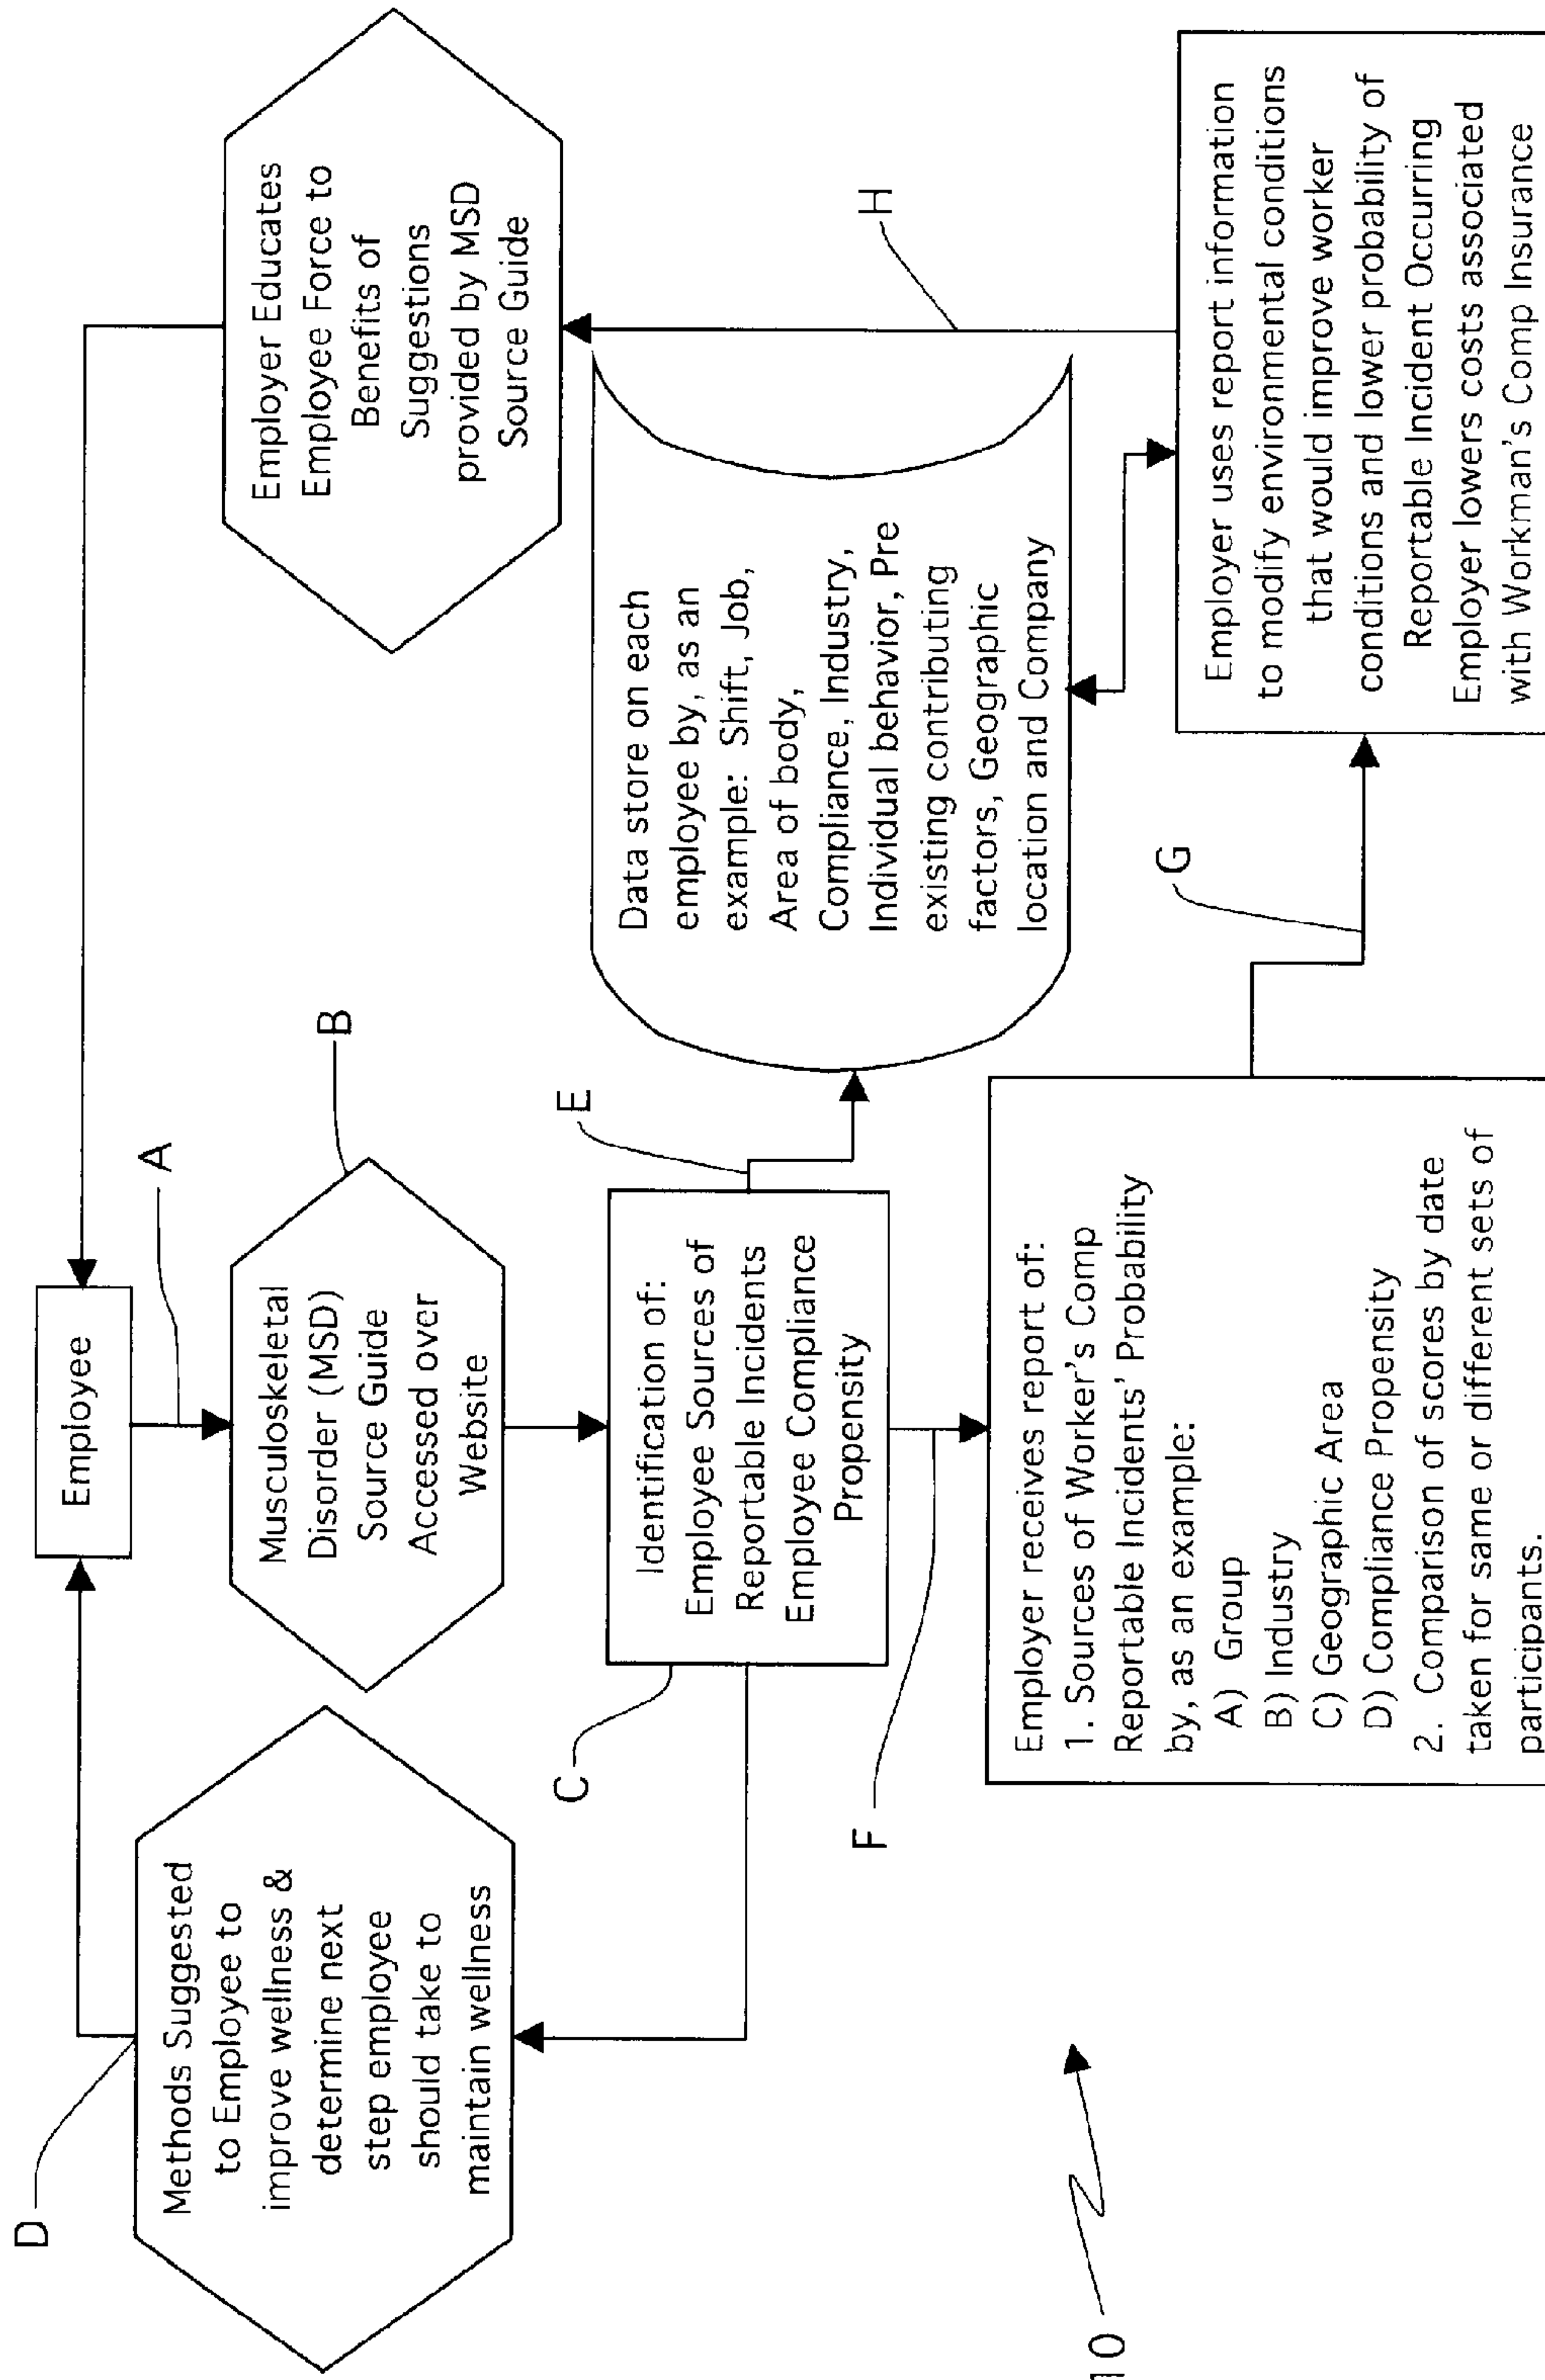 Employee
A
Musculoskeletal
Disorder (MSD)
Source Guide
Accessed over
Website
B
Identification of:
Employee Sources of
Reportable Incidents
Employee Compliance
Propensity
C
D
Methods Suggested
to Employee to
improve wellness &
determine next
step employee
should take to
maintain wellness
E
Data store on each
employee by, as an
example: Shift, Job,
Area of body,
Compliance, Industry,
Individual behavior, Pre
existing contributing
factors, Geographic
location and Company
F
Employer receives report of:
1. Sources of Worker's Comp
Reportable Incidents' Probability
by, as an example:
A) Group
B) Industry
C) Geographic Area
D) Compliance Propensity
2. Comparison of scores by date
taken for same or different sets of
participants.
G
Employer uses report information
to modify environmental conditions
that would improve worker
conditions and lower probability of
Reportable Incident Occurring
Employer lowers costs associated
with Workman's Comp Insurance
H
Employer Educates
Employee Force to
Benefits of
Suggestions
provided by MSD
Source Guide
10